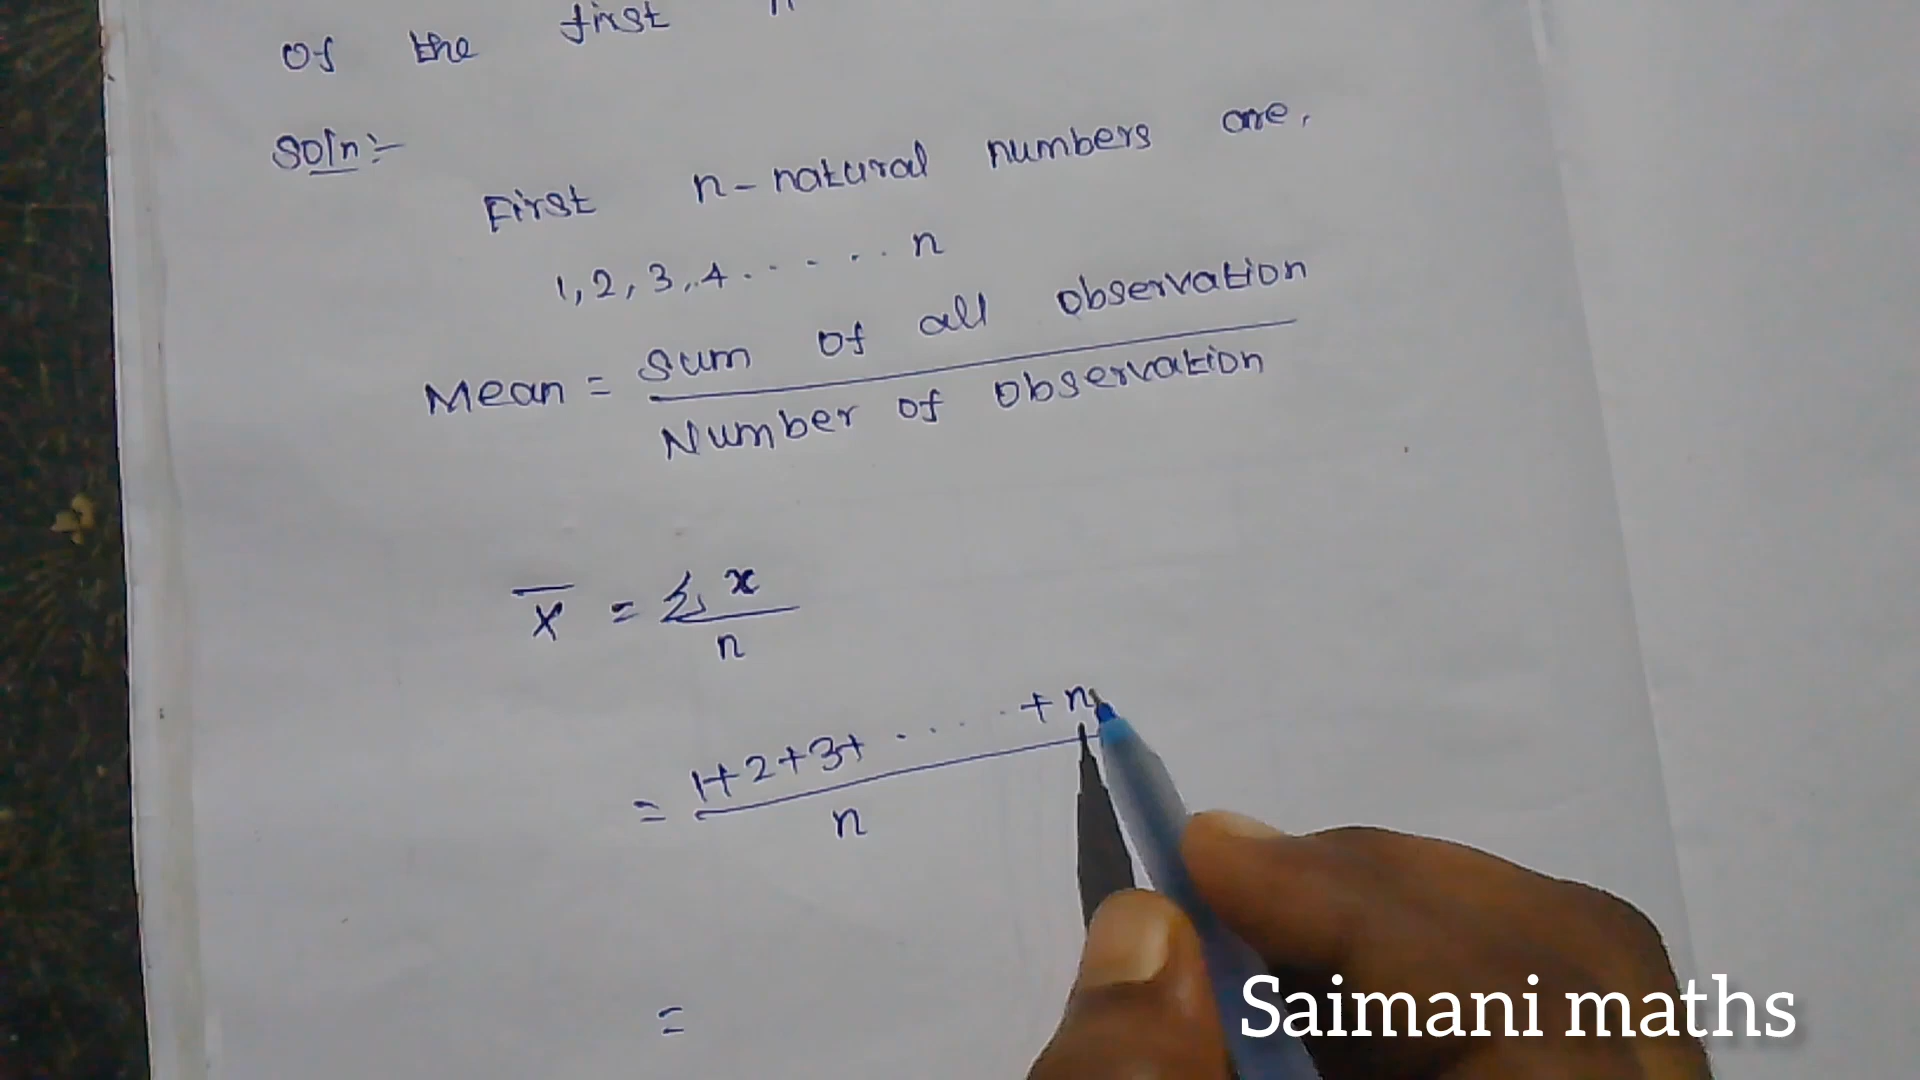 Of the first n
Soln:-
First n-natural numbers are,
1, 2, 3, 4 . . . . . n
Mean = Sum of all observation
Number of observation
X̅ = Σ x
n
= 1+2+3+ . . . . . + n
n
=
Saimani maths